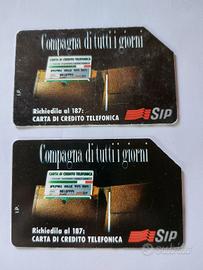 Compagna di tutti i giorni
CARTA DI CREDITO TELEFONICA
I.P.
Richiedila al 187:
CARTA DI CREDITO TELEFONICA
SIP
Compagna di tutti i giorni
CARTA DI CREDITO TELEFONICA
I.P.
Richiedila al 187:
CARTA DI CREDITO TELEFONICA
SIP
subito